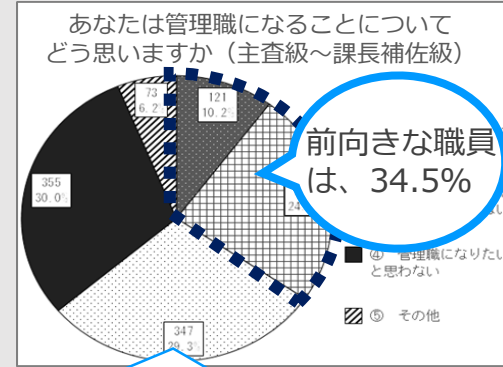 あなたは管理職になることについて
どう思いますか（主査級～課長補佐級）
73
6.2%
121
10.2%
前向きな職員
は、34.5%
24
355
30.0%
347
29.3%
④ 管理職になりたい
と思わない
⑤ その他